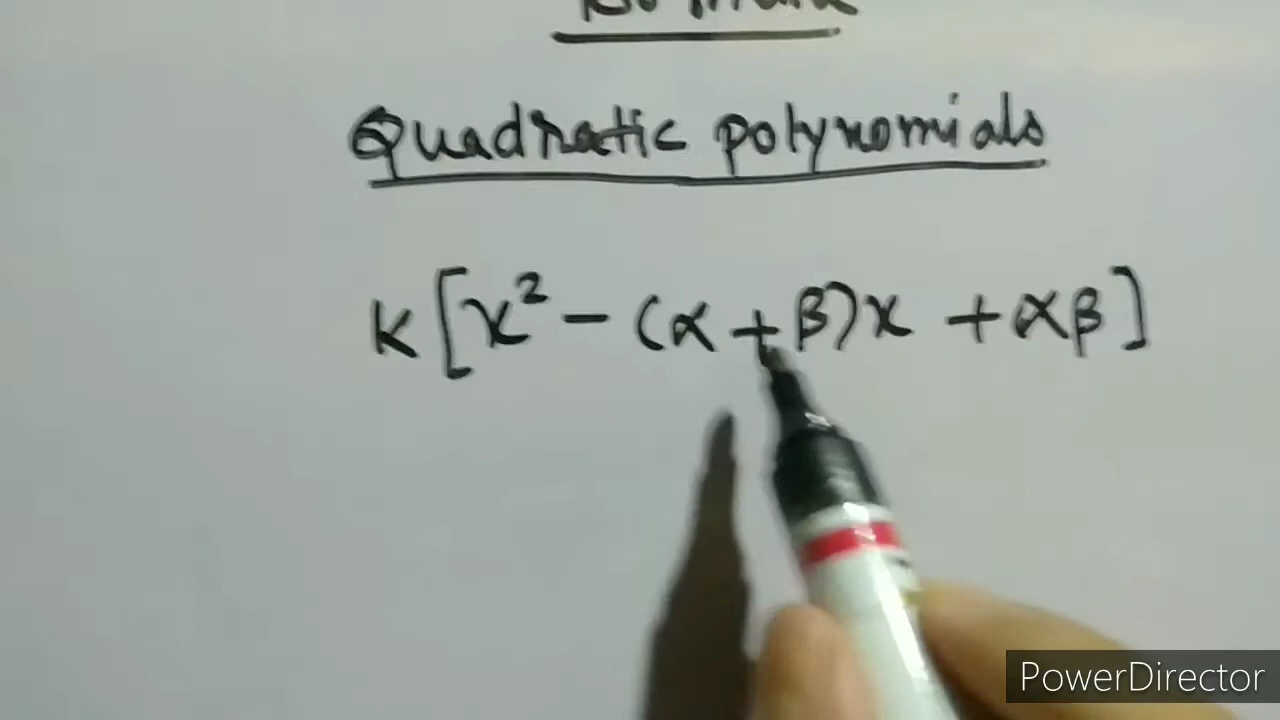 Quadratic polynomials
K[x² - (α + β)x + αβ]
PowerDirector